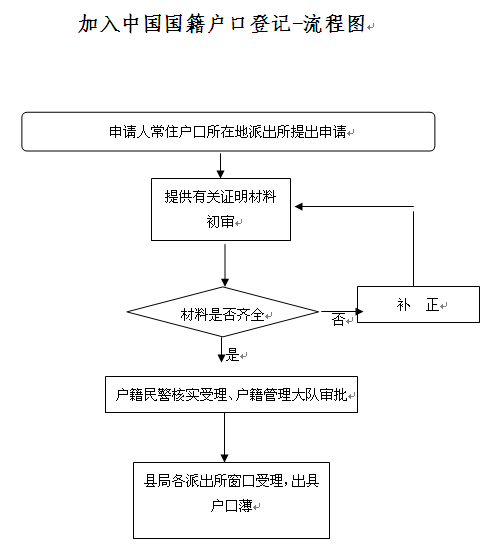 加入中国国籍户口登记-流程图
申请人常住户口所在地派出所提出申请
提供有关证明材料
初审
材料是否齐全
否
补 正
是
户籍民警核实受理、户籍管理大队审批
县局各派出所窗口受理,出具
户口薄